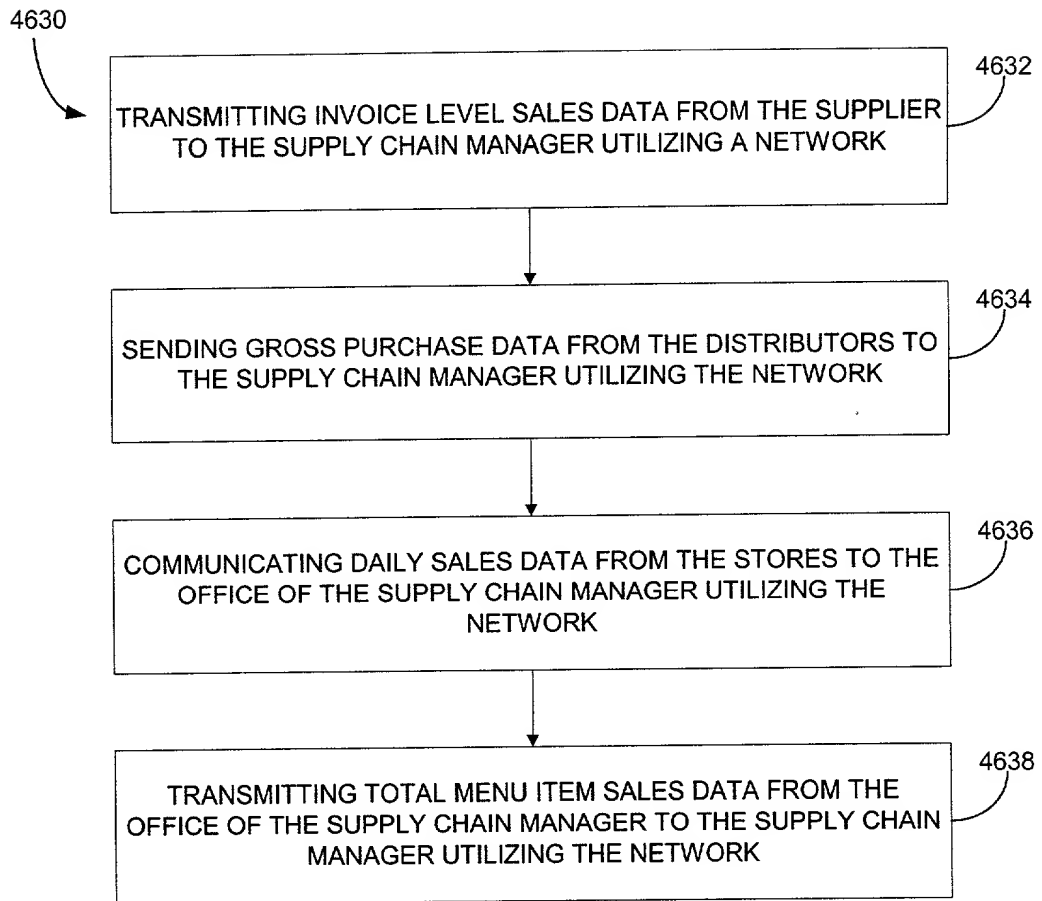 4630
4632
TRANSMITTING INVOICE LEVEL SALES DATA FROM THE SUPPLIER
TO THE SUPPLY CHAIN MANAGER UTILIZING A NETWORK
4634
SENDING GROSS PURCHASE DATA FROM THE DISTRIBUTORS TO
THE SUPPLY CHAIN MANAGER UTILIZING THE NETWORK
4636
COMMUNICATING DAILY SALES DATA FROM THE STORES TO THE
OFFICE OF THE SUPPLY CHAIN MANAGER UTILIZING THE
NETWORK
4638
TRANSMITTING TOTAL MENU ITEM SALES DATA FROM THE
OFFICE OF THE SUPPLY CHAIN MANAGER TO THE SUPPLY CHAIN
MANAGER UTILIZING THE NETWORK